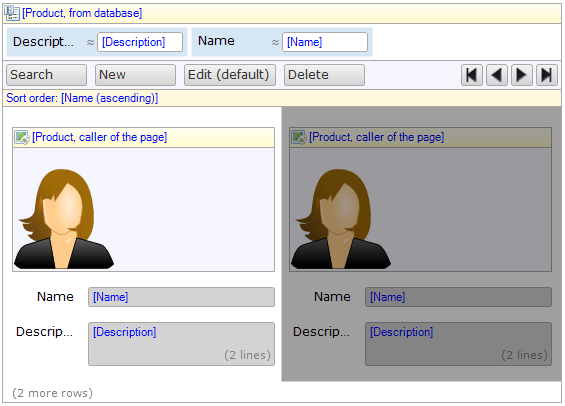 [Product, from database]
Descript... ≈ [Description] Name ≈ [Name]
Search New Edit (default) Delete
Sort order: [Name (ascending)]
[Product, caller of the page] [Product, caller of the page]
Name [Name] Name [Name]
Descrip... [Description] Descrip... [Description]
(2 lines) (2 lines)
(2 more rows)